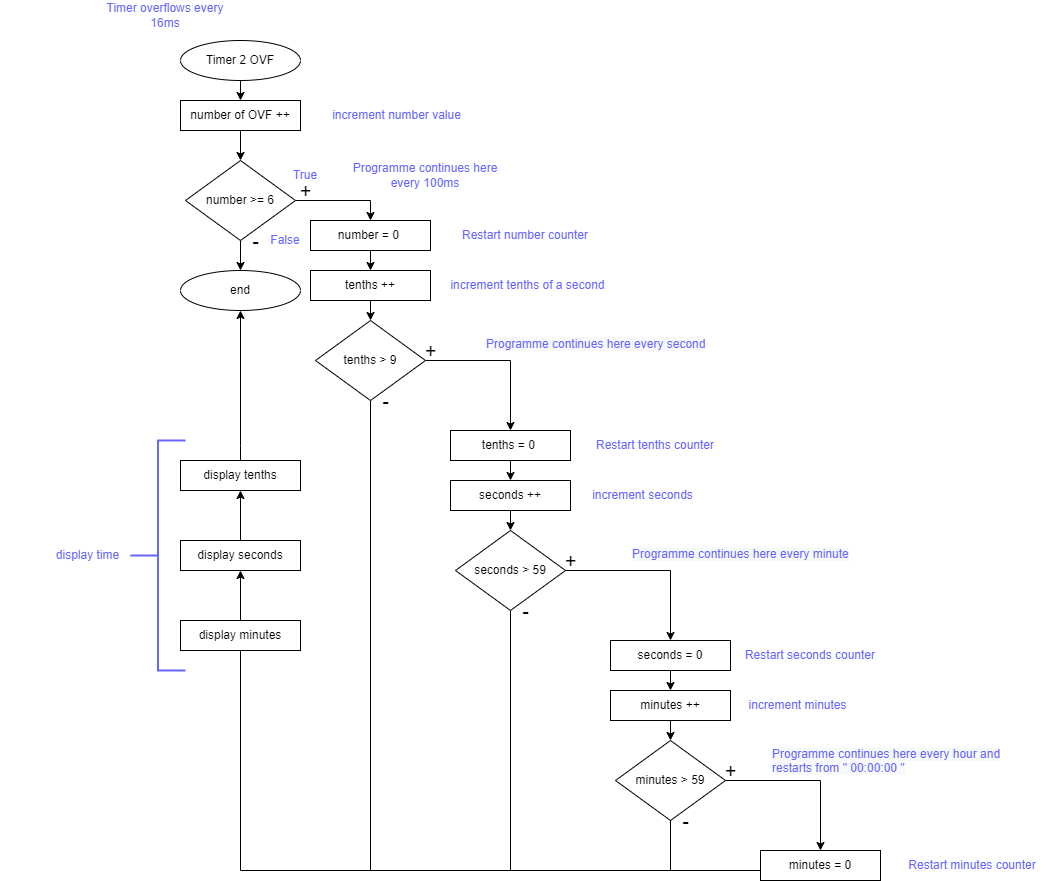 Timer overflows every
16ms
Timer 2 OVF
number of OVF ++
increment number value
True
Programme continues here
every 100ms
+
number >= 6
- False
number = 0
Restart number counter
end
tenths ++
increment tenths of a second
tenths > 9
+
Programme continues here every second
-
tenths = 0
Restart tenths counter
display tenths
seconds ++
increment seconds
display time
display seconds
seconds > 59
+
Programme continues here every minute
-
display minutes
seconds = 0
Restart seconds counter
minutes ++
increment minutes
minutes > 59
+
Programme continues here every hour and
restarts from " 00:00:00 "
-
minutes = 0
Restart minutes counter